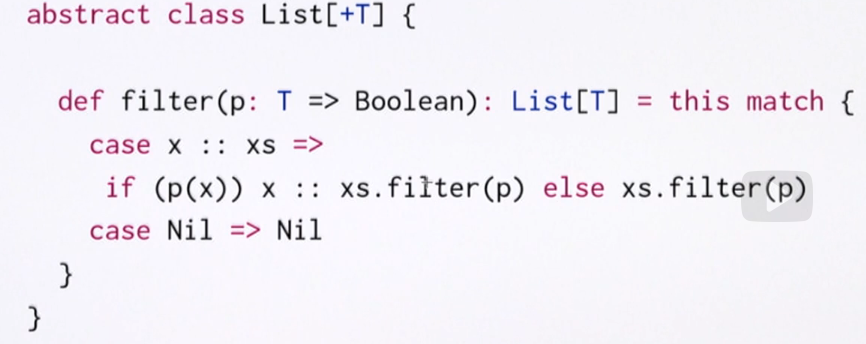 abstract class List[+T] {
def filter(p: T => Boolean): List[T] = this match {
case x :: xs =>
if (p(x)) x :: xs.filter(p) else xs.filter(p)
case Nil => Nil
}
}